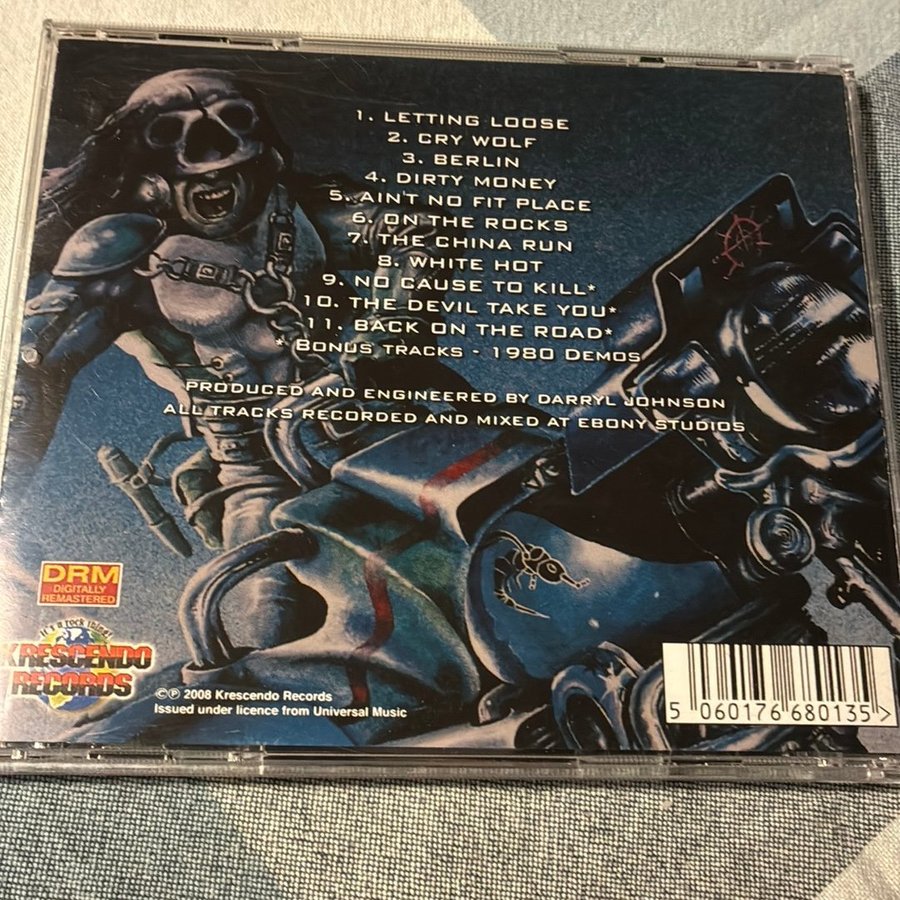 1. LETTING LOOSE
2. CRY WOLF
3. BERLIN
4. DIRTY MONEY
5. AIN'T NO FIT PLACE
6. ON THE ROCKS
7. THE CHINA RUN
8. WHITE HOT
9. NO CAUSE TO KILL*
10. THE DEVIL TAKE YOU*
11. BACK ON THE ROAD*
* BONUS TRACKS - 1980 DEMOS
PRODUCED AND ENGINEERED BY DARRYL JOHNSON
ALL TRACKS RECORDED AND MIXED AT EBONY STUDIOS
DRM
DIGITALLY
REMASTERED
It's a rock thing!
KRESCENDO
RECORDS
©℗ 2008 Krescendo Records
Issued under licence from Universal Music
5 060176 680135 >